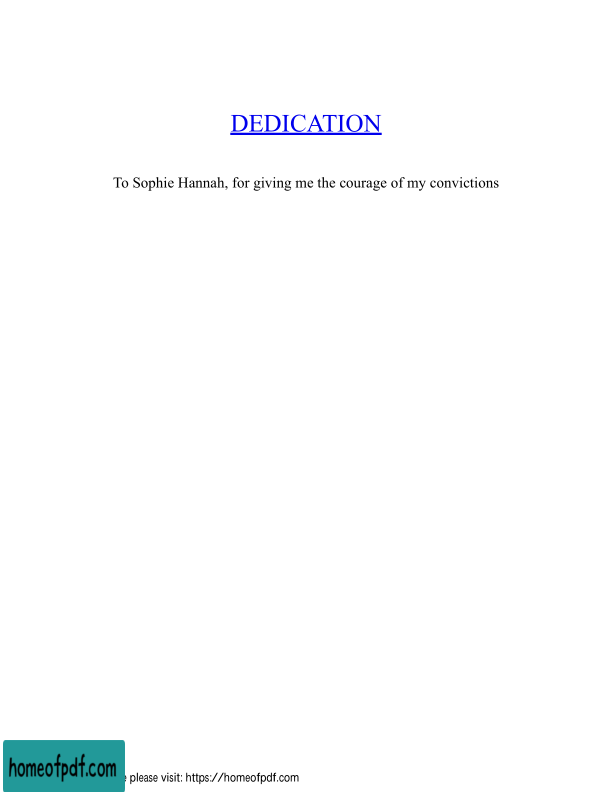 DEDICATION
To Sophie Hannah, for giving me the courage of my convictions
homeofpdf.com
please visit: https://homeofpdf.com